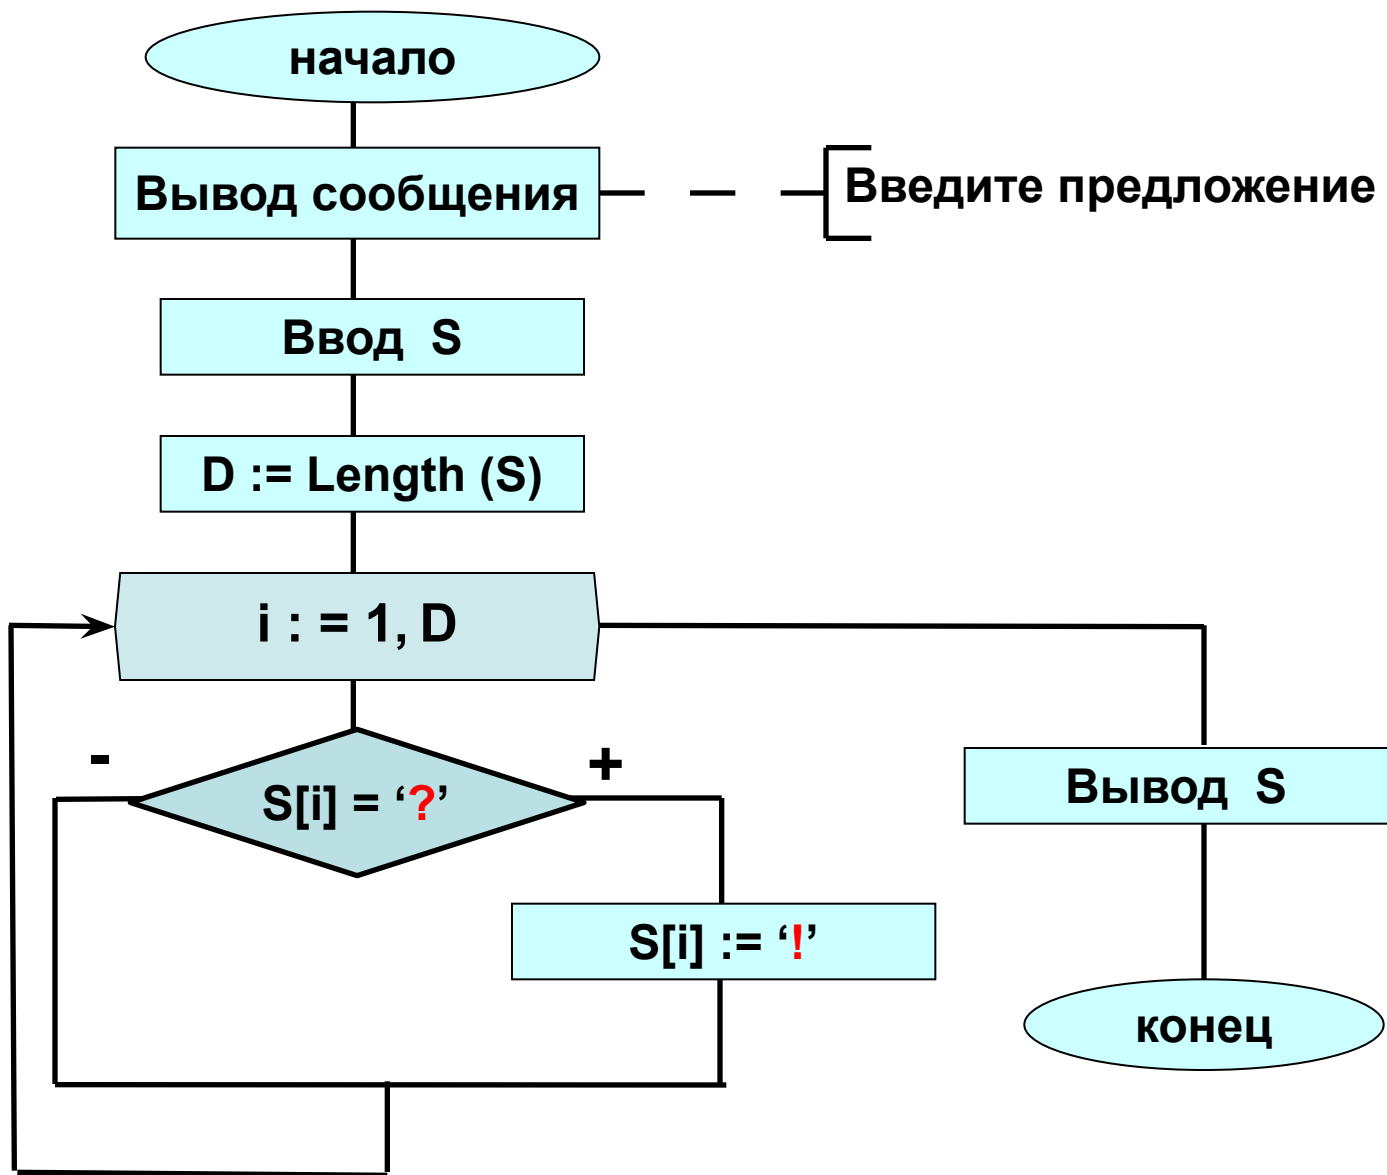 начало
Вывод сообщения
Введите предложение
Ввод S
D := Length (S)
i : = 1, D
-
+
S[i] = ‘?’
Вывод S
S[i] := ‘!’
конец